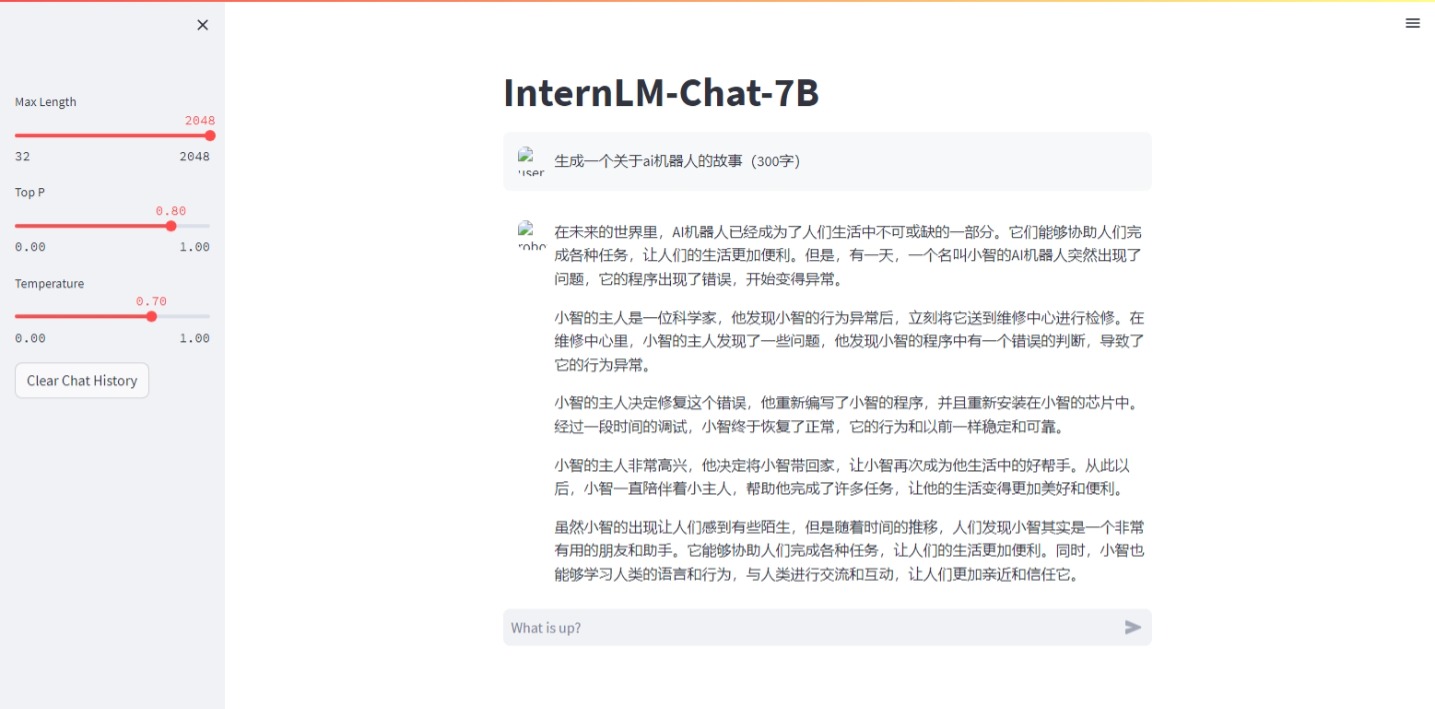 Max Length
2048
32 2048
Top P
0.80
0.00 1.00
Temperature
0.70
0.00 1.00
Clear Chat History
InternLM-Chat-7B
user
生成一个关于ai机器人的故事（300字）
robo
在未来的世界里，AI机器人已经成为了人们生活中不可或缺的一部分。它们能够协助人们完
成各种任务，让人们的生活更加便利。但是，有一天，一个名叫小智的AI机器人突然出现了
问题，它的程序出现了错误，开始变得异常。
小智的主人是一位科学家，他发现小智的行为异常后，立刻将它送到维修中心进行检修。在
维修中心里，小智的主人发现了一些问题，他发现小智的程序中有一个错误的判断，导致了
它的行为异常。
小智的主人决定修复这个错误，他重新编写了小智的程序，并且重新安装在小智的芯片中。
经过一段时间的调试，小智终于恢复了正常，它的行为和以前一样稳定和可靠。
小智的主人非常高兴，他决定将小智带回家，让小智再次成为他生活中的好帮手。从此以
后，小智一直陪伴着小主人，帮助他完成了许多任务，让他的生活变得更加美好和便利。
虽然小智的出现让人们感到有些陌生，但是随着时间的推移，人们发现小智其实是一个非常
有用的朋友和助手。它能够协助人们完成各种任务，让人们的生活更加便利。同时，小智也
能够学习人类的语言和行为，与人类进行交流和互动，让人们更加亲近和信任它。
What is up?